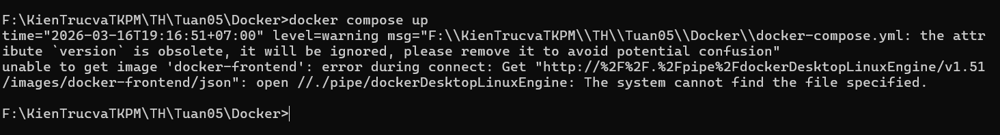 F:\KienTrucvaTKPM\TH\Tuan05\Docker>docker compose up
time="2026-03-16T19:16:51+07:00" level=warning msg="F:\\KienTrucvaTKPM\\TH\\Tuan05\\Docker\\docker-compose.yml: the attr
ibute `version` is obsolete, it will be ignored, please remove it to avoid potential confusion"
unable to get image 'docker-frontend': error during connect: Get "http://%2F%2F.%2Fpipe%2FdockerDesktopLinuxEngine/v1.51
/images/docker-frontend/json": open //./pipe/dockerDesktopLinuxEngine: The system cannot find the file specified.
F:\KienTrucvaTKPM\TH\Tuan05\Docker>